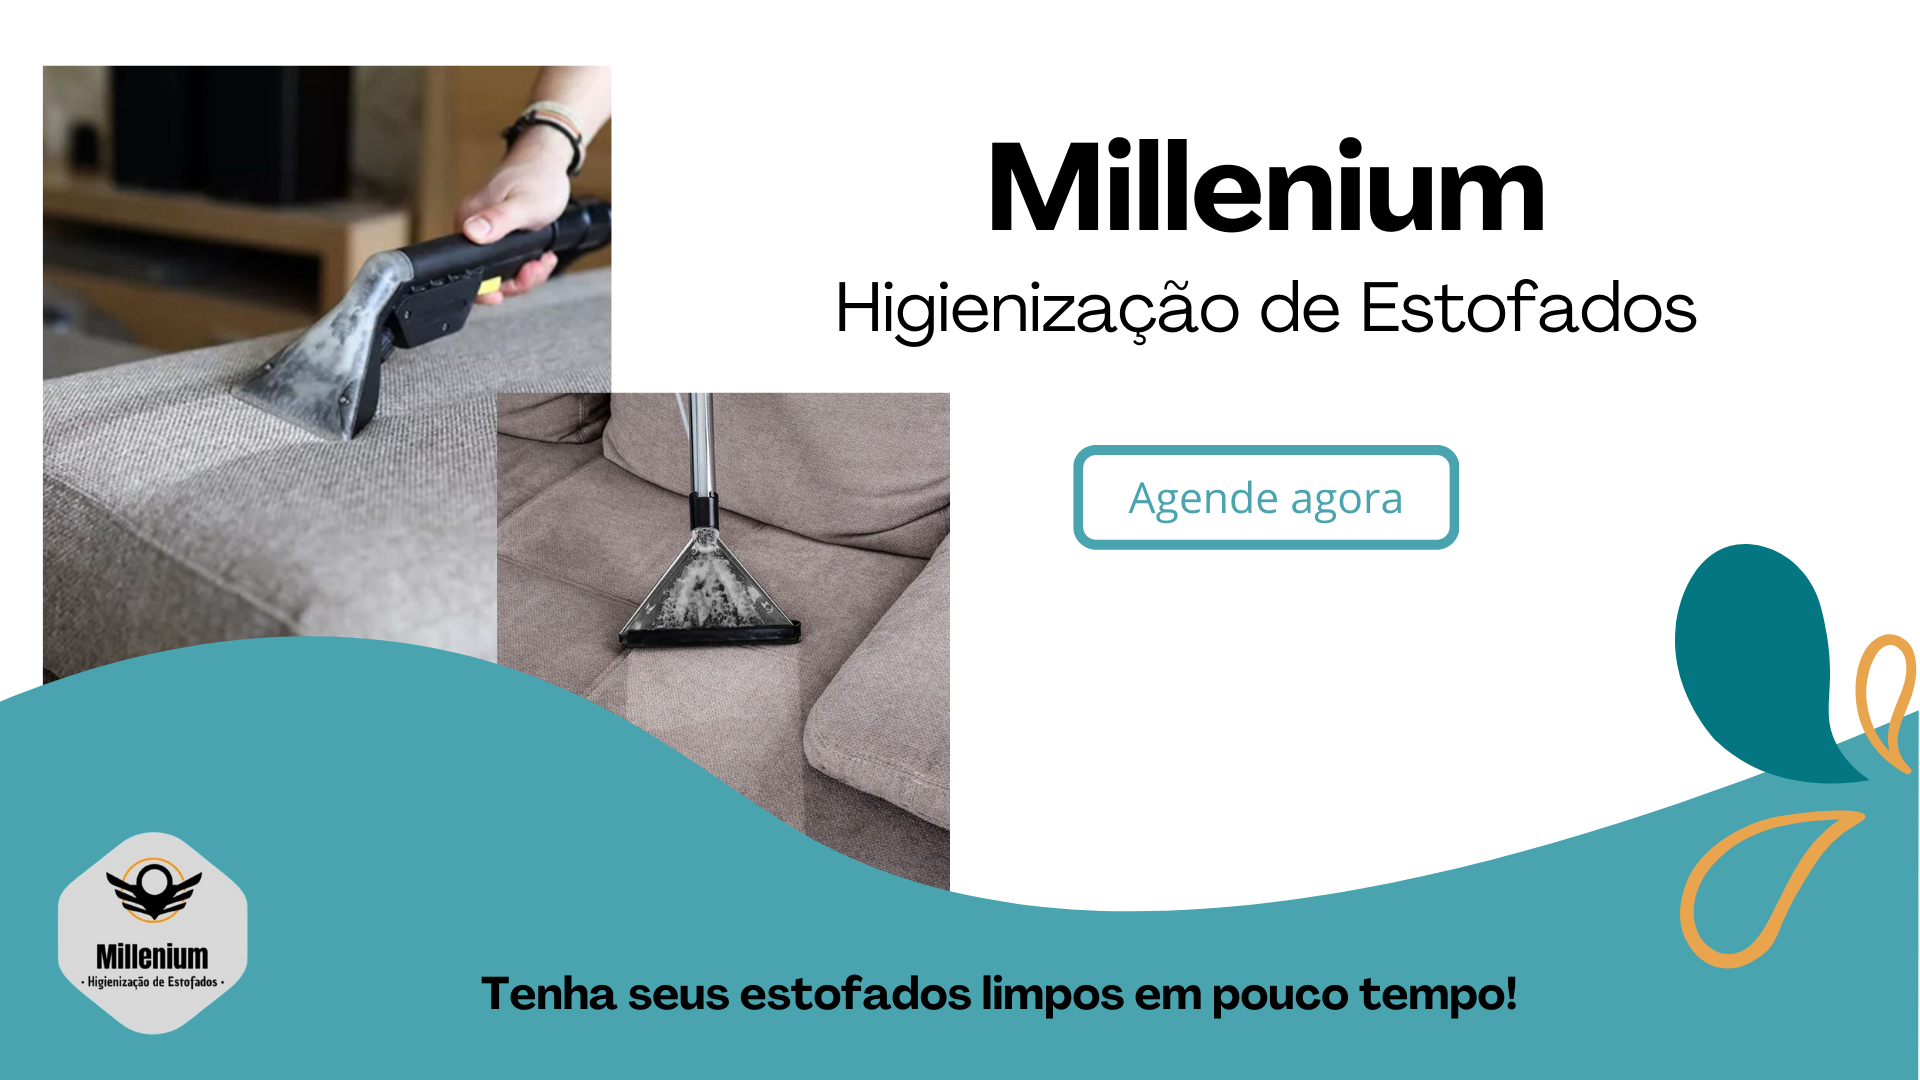 Millenium
Higienização de Estofados
Agende agora
Millenium
• Higienização de Estofados •
Tenha seus estofados limpos em pouco tempo!